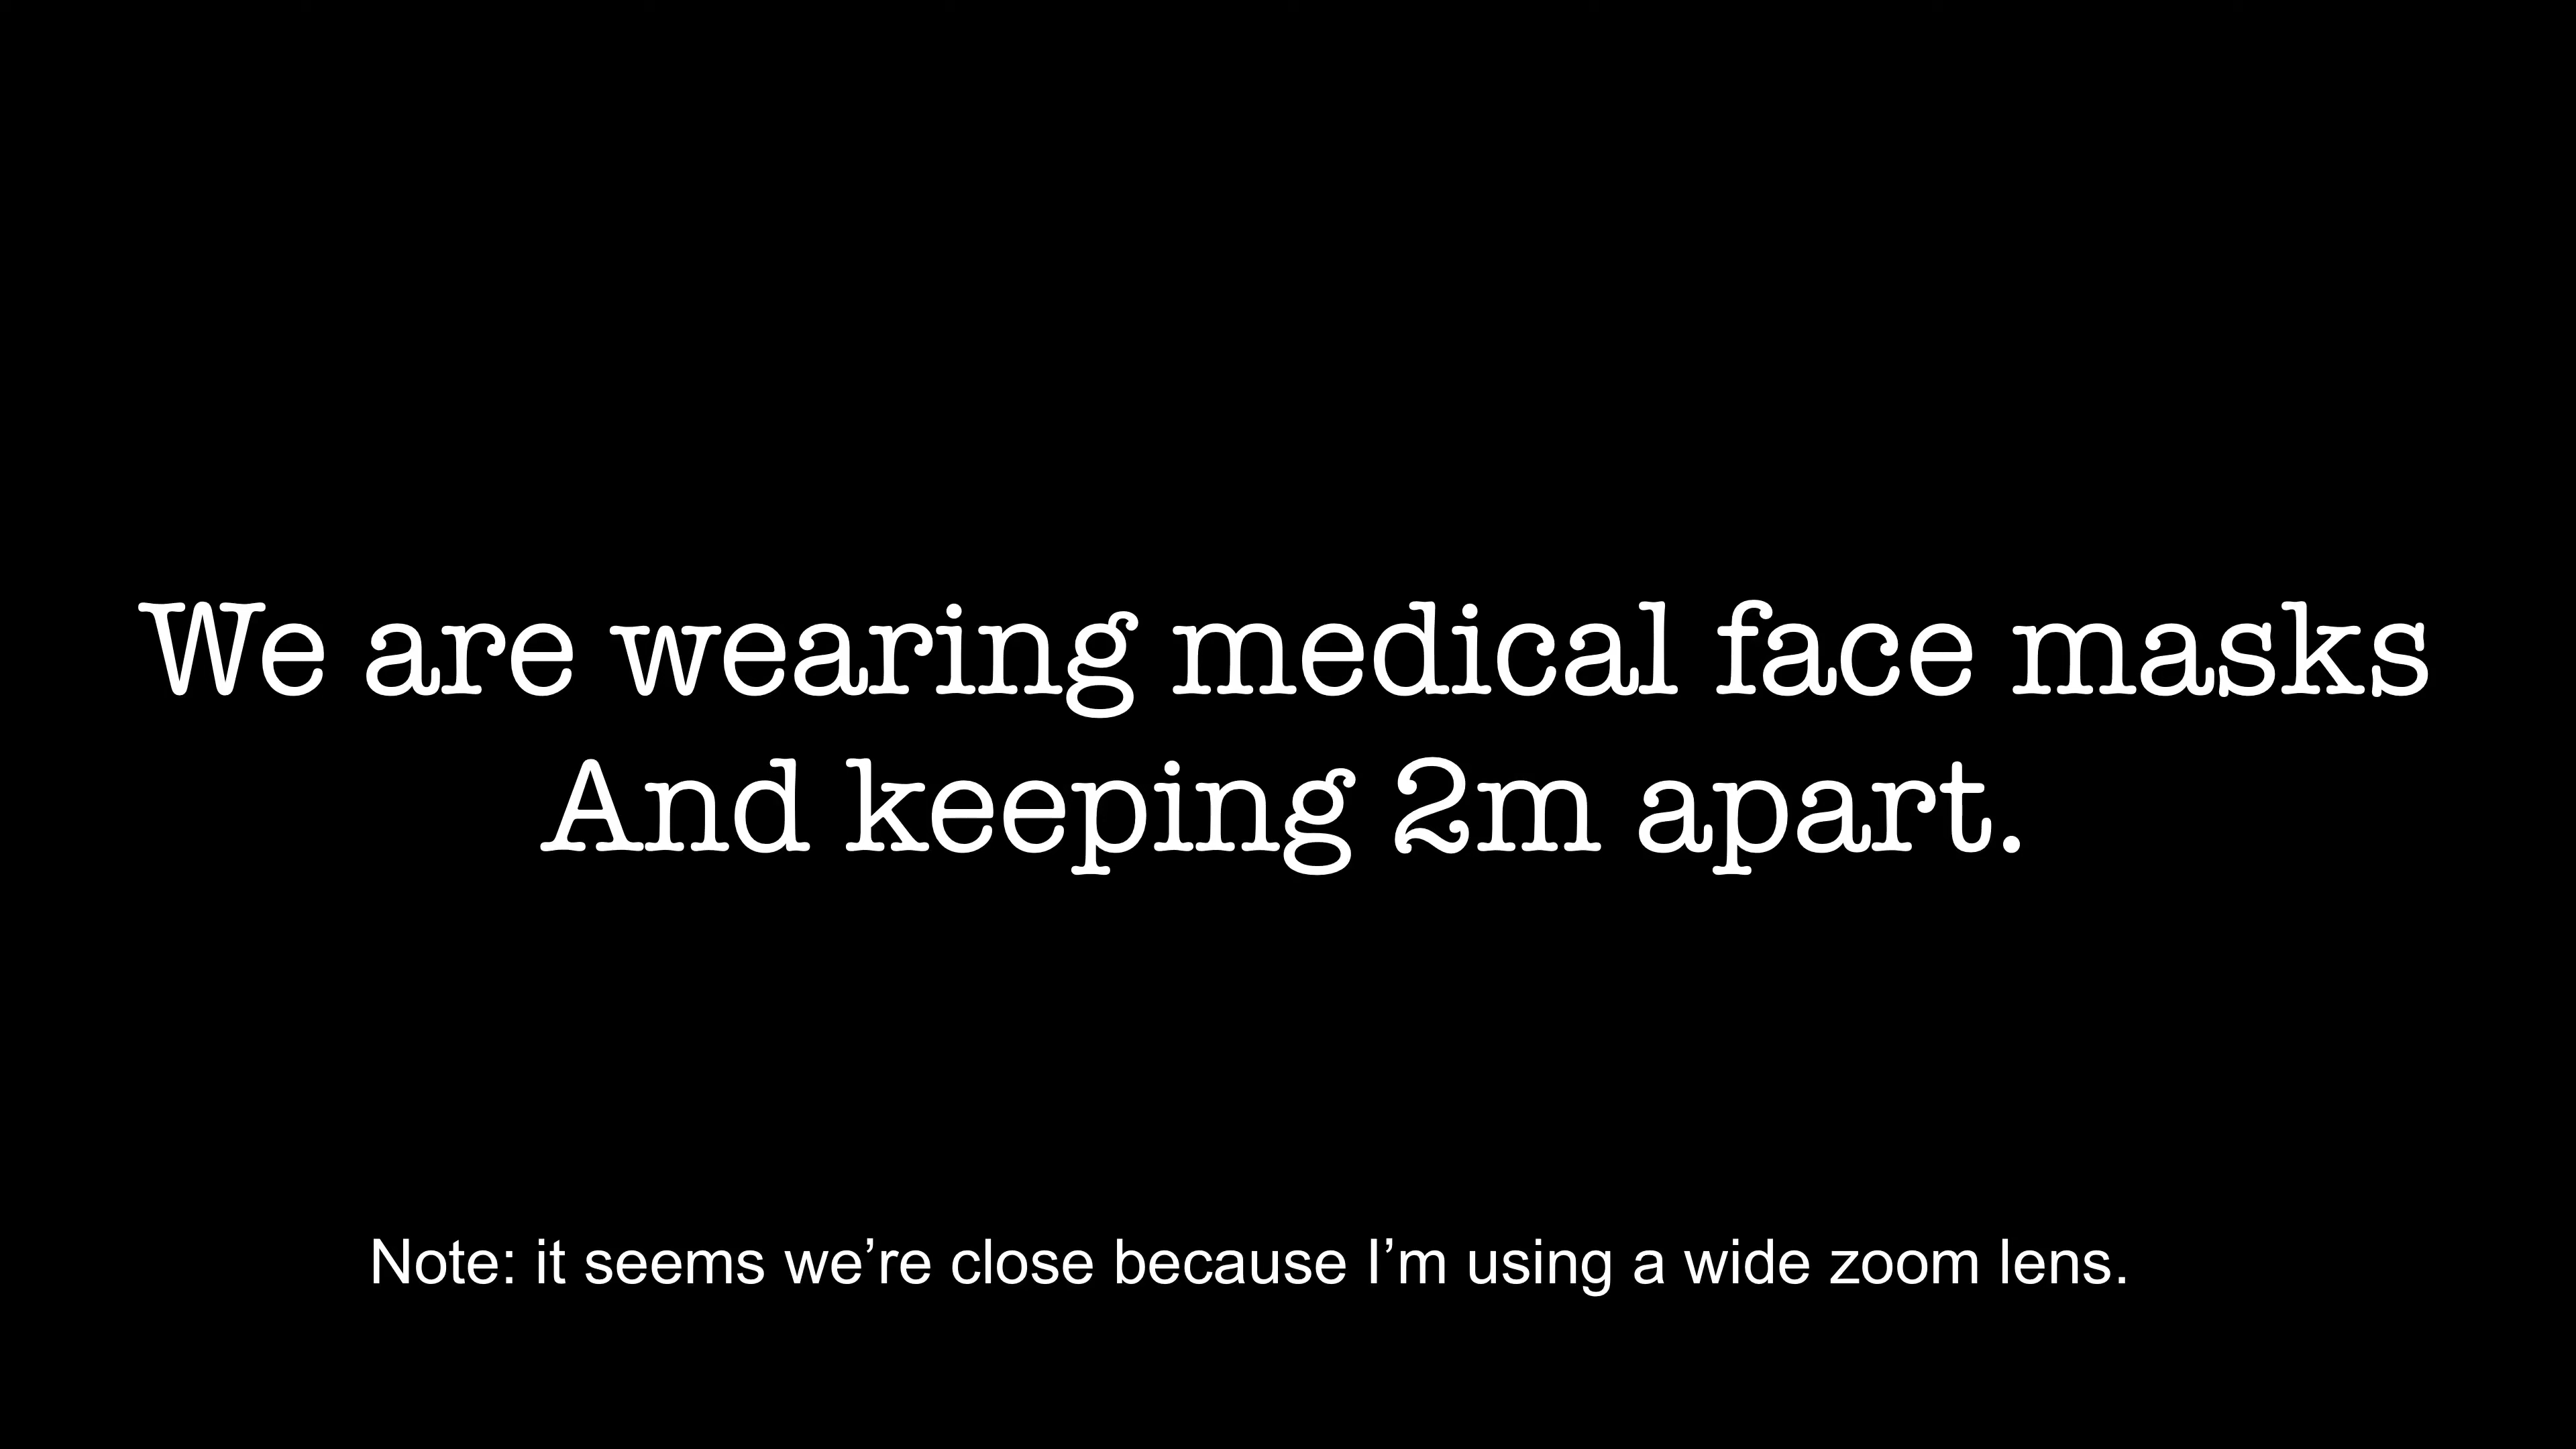 We are wearing medical face masks
And keeping 2m apart.
Note: it seems we’re close because I’m using a wide zoom lens.